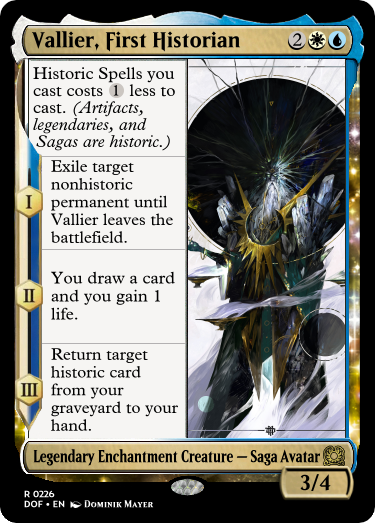 Vallier, First Historian 2
Historic Spells you
cast costs 1 less to
cast. (Artifacts,
legendaries, and
Sagas are historic.)
I
Exile target
nonhistoric
permanent until
Vallier leaves the
battlefield.
II
You draw a card
and you gain 1
life.
III
Return target
historic card
from your
graveyard to your
hand.
Legendary Enchantment Creature — Saga Avatar
3/4
R 0226
DOF • EN Dominik Mayer